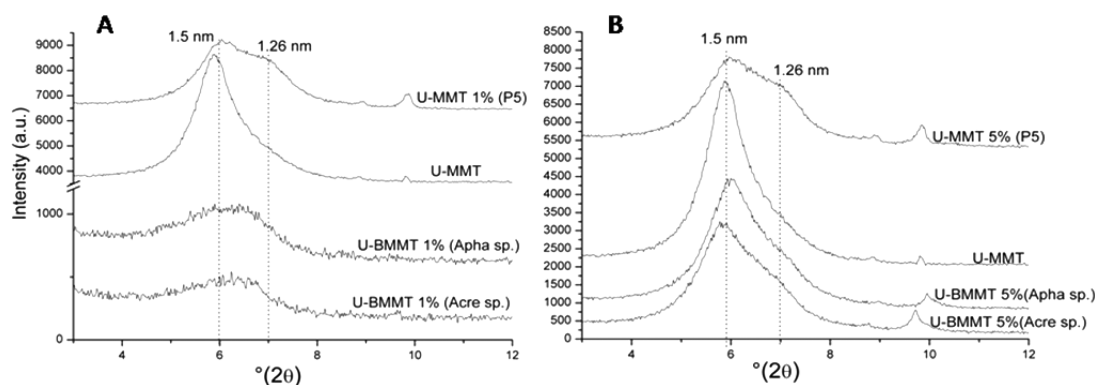 A
1.5 nm
1.26 nm
9000
8000
7000
6000
5000
4000
1000
0
Intensity (a.u.)
U-MMT 1% (P5)
U-MMT
U-BMMT 1% (Apha sp.)
U-BMMT 1% (Acre sp.)
4 6 8 10 12
°(2θ)
B
1.5 nm
1.26 nm
8500
8000
7500
7000
6500
6000
5500
5000
4500
4000
3500
3000
2500
2000
1500
1000
500
0
U-MMT 5% (P5)
U-MMT
U-BMMT 5%(Apha sp.)
U-BMMT 5%(Acre sp.)
4 6 8 10 12
°(2θ)